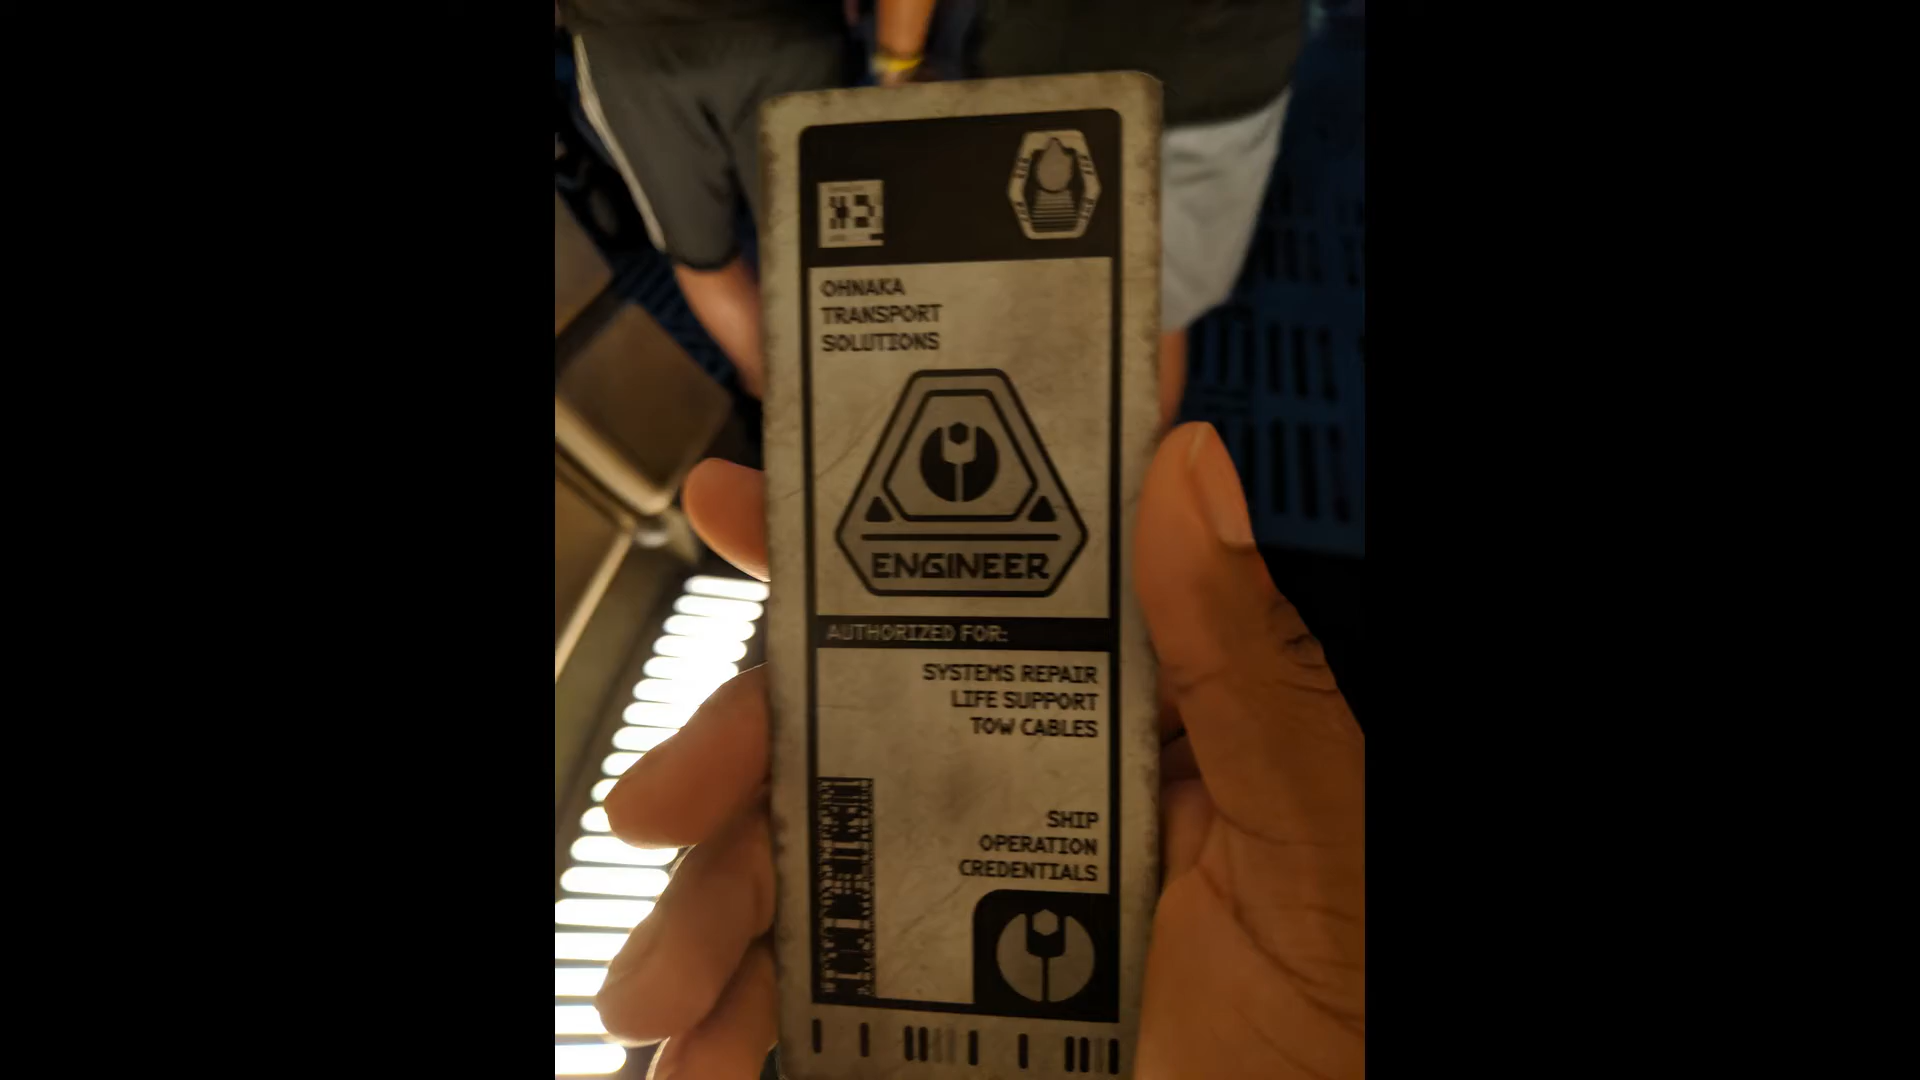 OHNAKA
TRANSPORT
SOLUTIONS
ENGINEER
AUTHORIZED FOR:
SYSTEMS REPAIR
LIFE SUPPORT
TOW CABLES
SHIP
OPERATION
CREDENTIALS